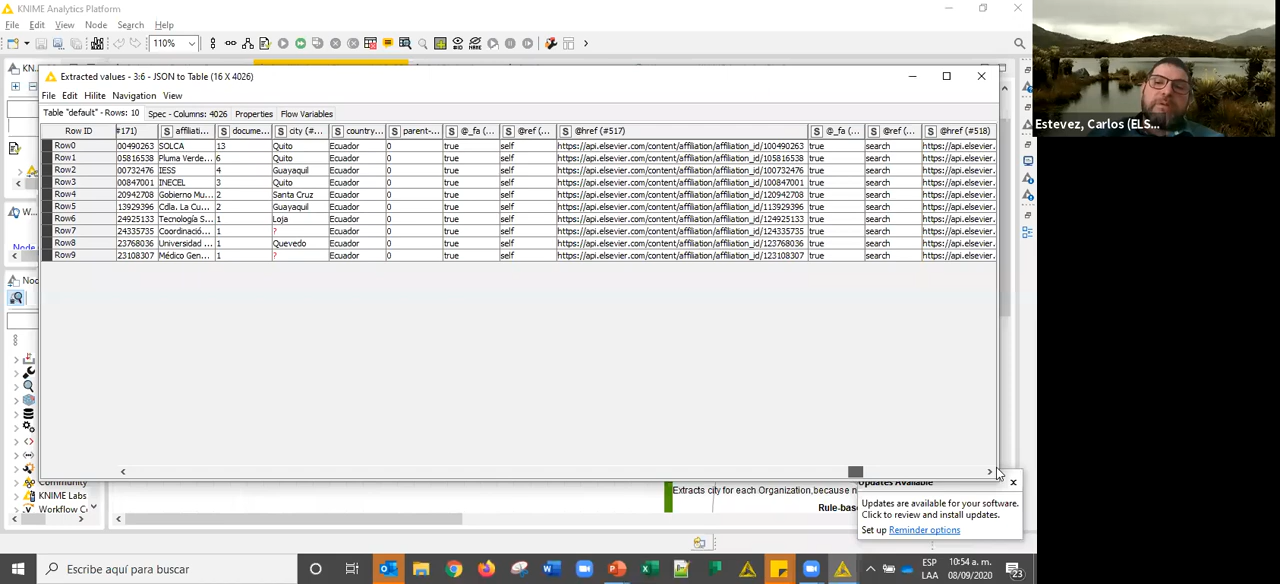 KNIME Analytics Platform
File Edit View Node Search Help
110%
Extracted values - 3:6 - JSON to Table (16 X 4026)
File Edit Hilite Navigation View
Table "default" - Rows: 10 Spec - Columns: 4026 Properties Flow Variables
Row ID #171) S affiliati... S docume... S city (#... S country... S parent-... S @_fa (... S @ref (... S @href (#517) S @_fa (... S @ref (... S @href (#518)
Row0 00490263 SOLCA 13 Quito Ecuador 0 true self https://api.elsevier.com/content/affiliation/affiliation_id/100490263 true search https://api.elsevier.
Row1 05816538 Pluma Verde... 6 Quito Ecuador 0 true self https://api.elsevier.com/content/affiliation/affiliation_id/105816538 true search https://api.elsevier.
Row2 00732476 IESS 4 Guayaquil Ecuador 0 true self https://api.elsevier.com/content/affiliation/affiliation_id/100732476 true search https://api.elsevier.
Row3 00847001 INECEL 3 Quito Ecuador 0 true self https://api.elsevier.com/content/affiliation/affiliation_id/100847001 true search https://api.elsevier.
Row4 20942708 Gobierno Mu... 2 Santa Cruz Ecuador 0 true self https://api.elsevier.com/content/affiliation/affiliation_id/120942708 true search https://api.elsevier.
Row5 13929396 Cdla. La Cu... 2 Guayaquil Ecuador 0 true self https://api.elsevier.com/content/affiliation/affiliation_id/113929396 true search https://api.elsevier.
Row6 24925133 Tecnología S... 1 Loja Ecuador 0 true self https://api.elsevier.com/content/affiliation/affiliation_id/124925133 true search https://api.elsevier.
Row7 24335735 Coordinació... 1 ? Ecuador 0 true self https://api.elsevier.com/content/affiliation/affiliation_id/124335735 true search https://api.elsevier.
Row8 23768036 Universidad ... 1 Quevedo Ecuador 0 true self https://api.elsevier.com/content/affiliation/affiliation_id/123768036 true search https://api.elsevier.
Row9 23108307 Médico Gen... 1 ? Ecuador 0 true self https://api.elsevier.com/content/affiliation/affiliation_id/123108307 true search https://api.elsevier.
KN...
W...
Node
Nod
Community
KNIME Labs
Workflow C
Extracts city for each Organization,because n
Rule-bas
Updates Available
Updates are available for your software.
Click to review and install updates.
Set up Reminder options
Estevez, Carlos (ELS...
Escribe aquí para buscar
ESP
LAA
10:54 a. m.
08/09/2020
23